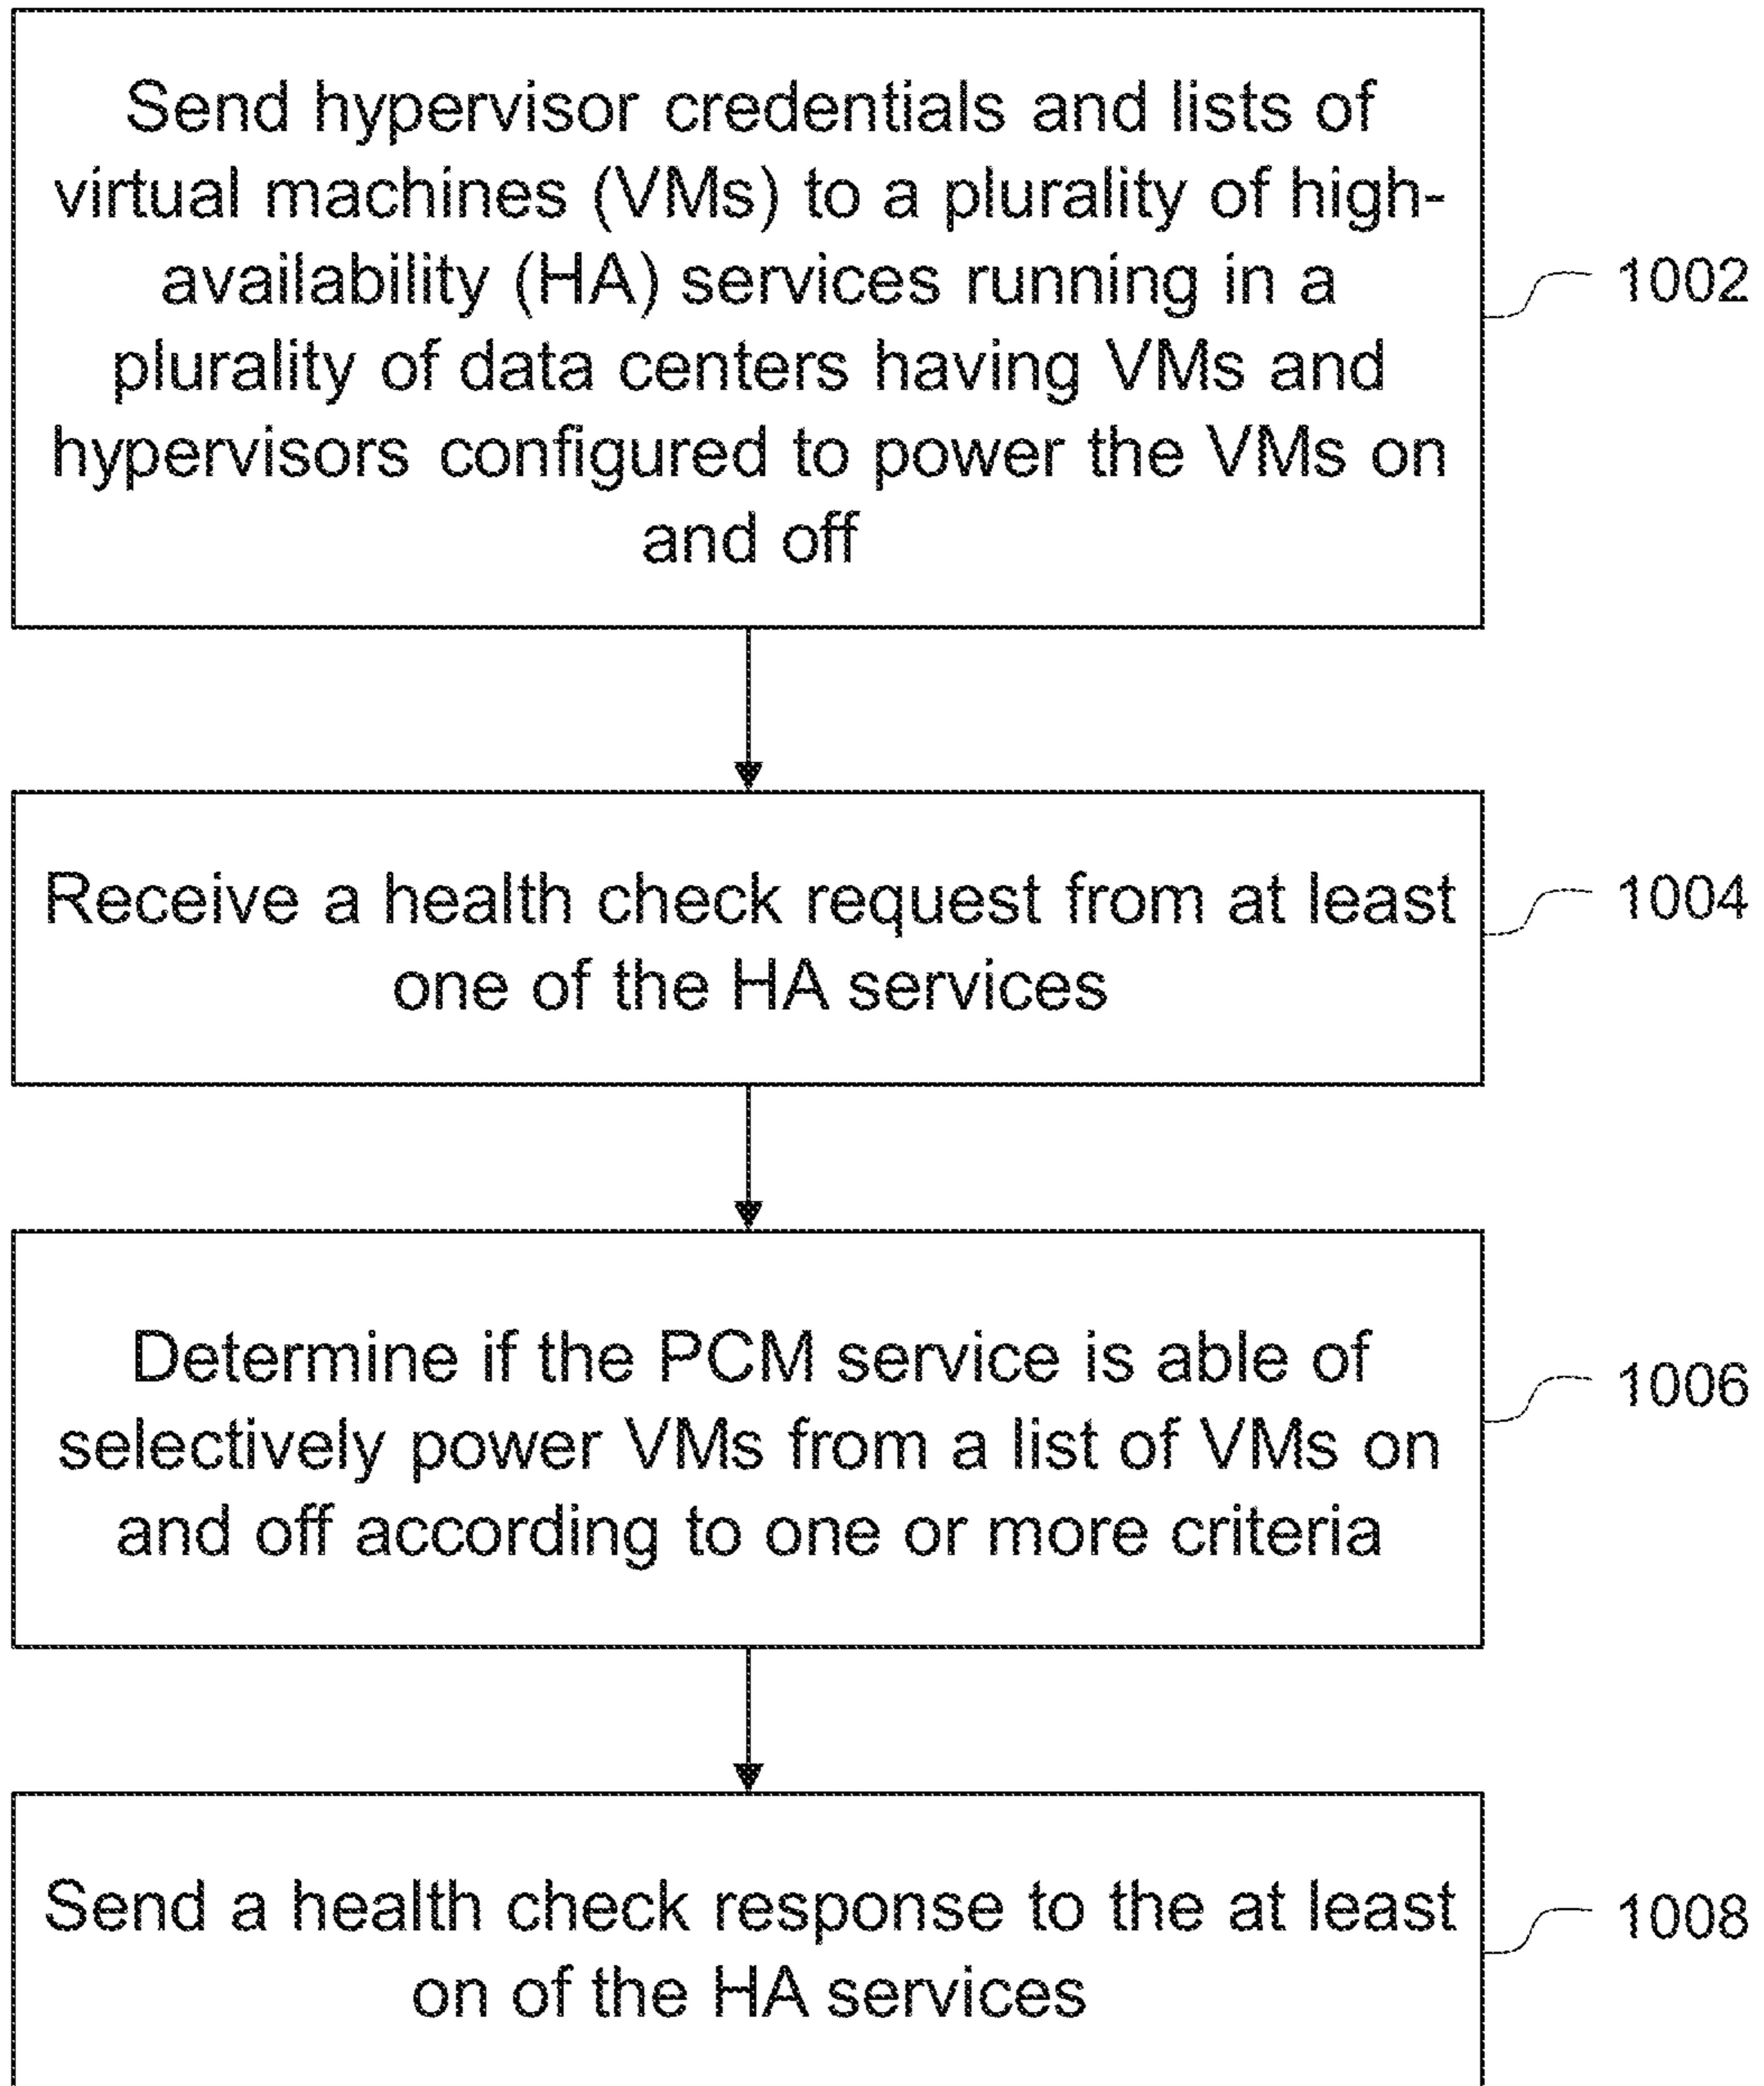 Send hypervisor credentials and lists of
virtual machines (VMs) to a plurality of high-
availability (HA) services running in a
plurality of data centers having VMs and
hypervisors configured to power the VMs on
and off
1002
Receive a health check request from at least
one of the HA services
1004
Determine if the PCM service is able of
selectively power VMs from a list of VMs on
and off according to one or more criteria
1006
Send a health check response to the at least
on of the HA services
1008